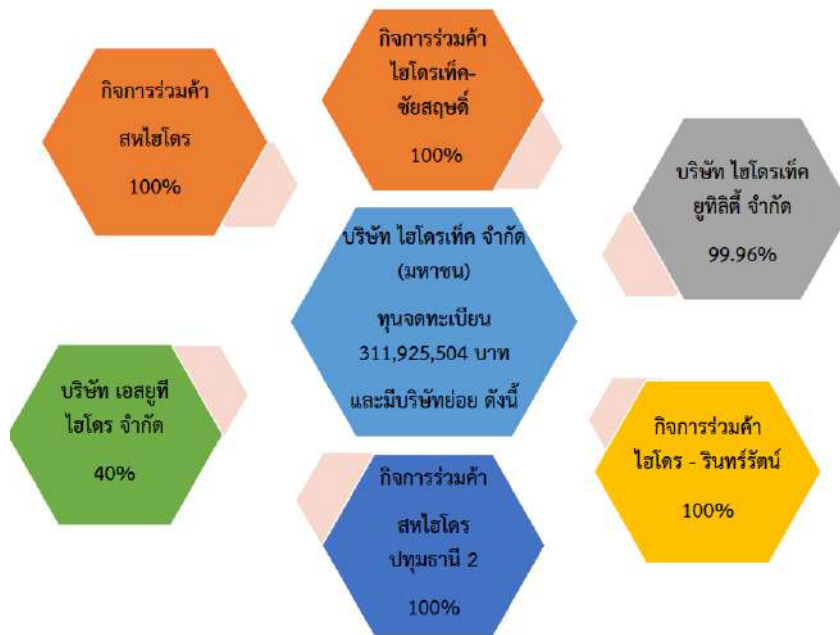 กิจการร่วมค้า
สหไฮโดร
100%
กิจการร่วมค้า
ไฮโดรเท็ค-
ชัยสฤษดิ์
100%
บริษัท ไฮโดรเท็ค
ยูทิลิตี้ จำกัด
99.96%
บริษัท ไฮโดรเท็ค จำกัด
(มหาชน)
ทุนจดทะเบียน
311,925,504 บาท
และมีบริษัทย่อย ดังนี้
บริษัท เอสยูที
ไฮโดร จำกัด
40%
กิจการร่วมค้า
ไฮโดร - รินทร์รัตน์
100%
กิจการร่วมค้า
สหไฮโดร
ปทุมธานี 2
100%